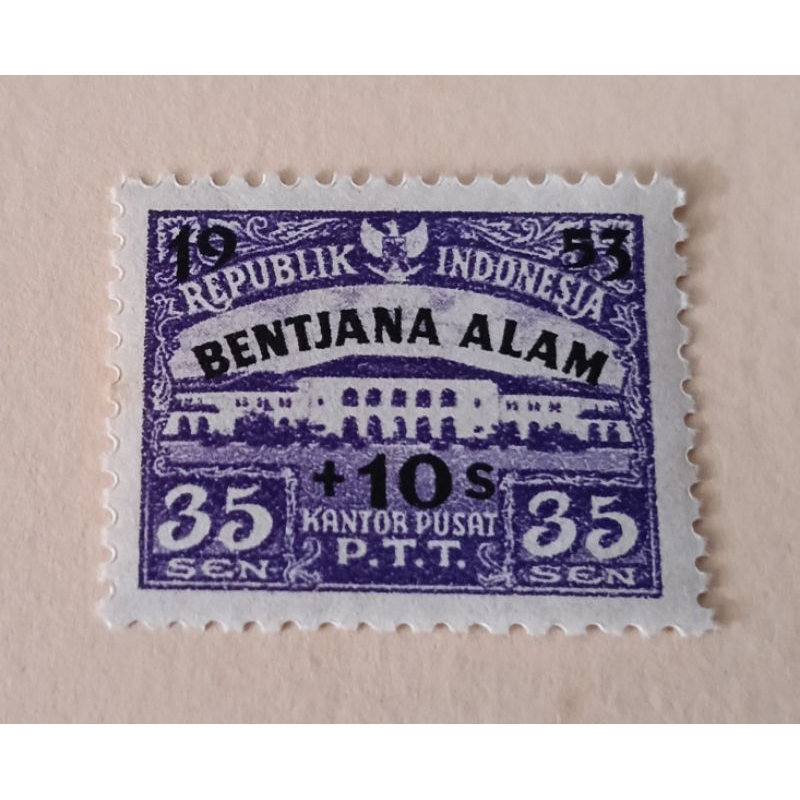 19 53
REPUBLIK INDONESIA
BENTJANA ALAM
+10s
35 SEN KANTOR PUSAT 35 SEN
P.T.T.